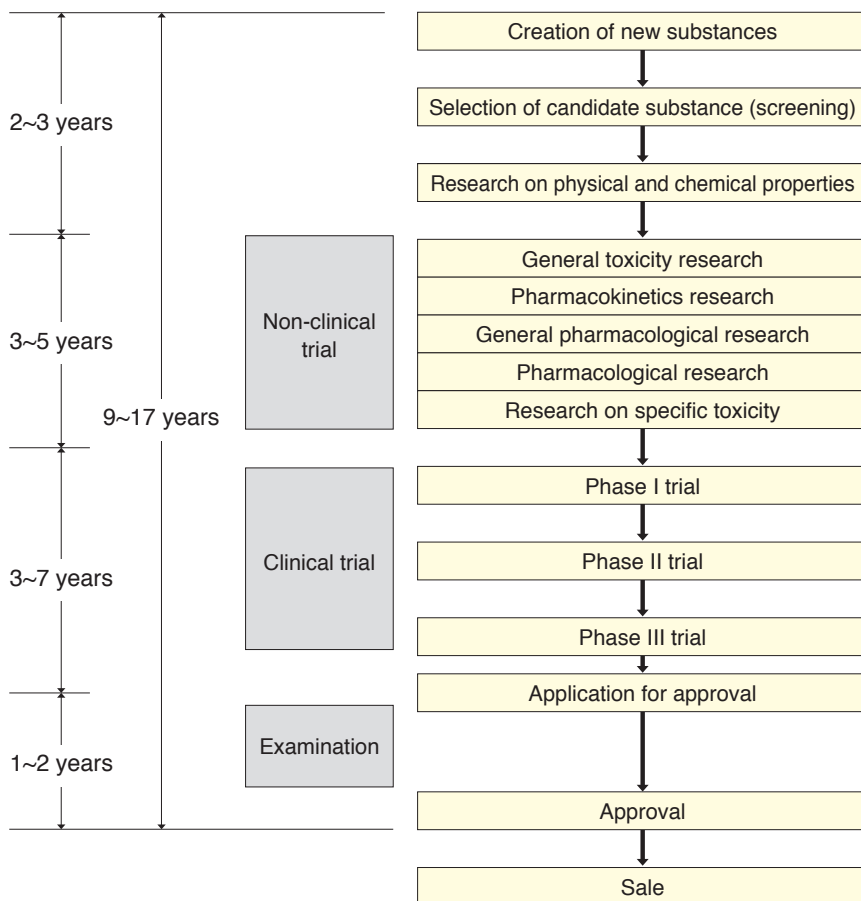 Creation of new substances
2~3 years
Selection of candidate substance (screening)
Research on physical and chemical properties
3~5 years
9~17 years
Non-clinical
trial
General toxicity research
Pharmacokinetics research
General pharmacological research
Pharmacological research
Research on specific toxicity
3~7 years
Clinical trial
Phase I trial
Phase II trial
Phase III trial
Application for approval
1~2 years
Examination
Approval
Sale